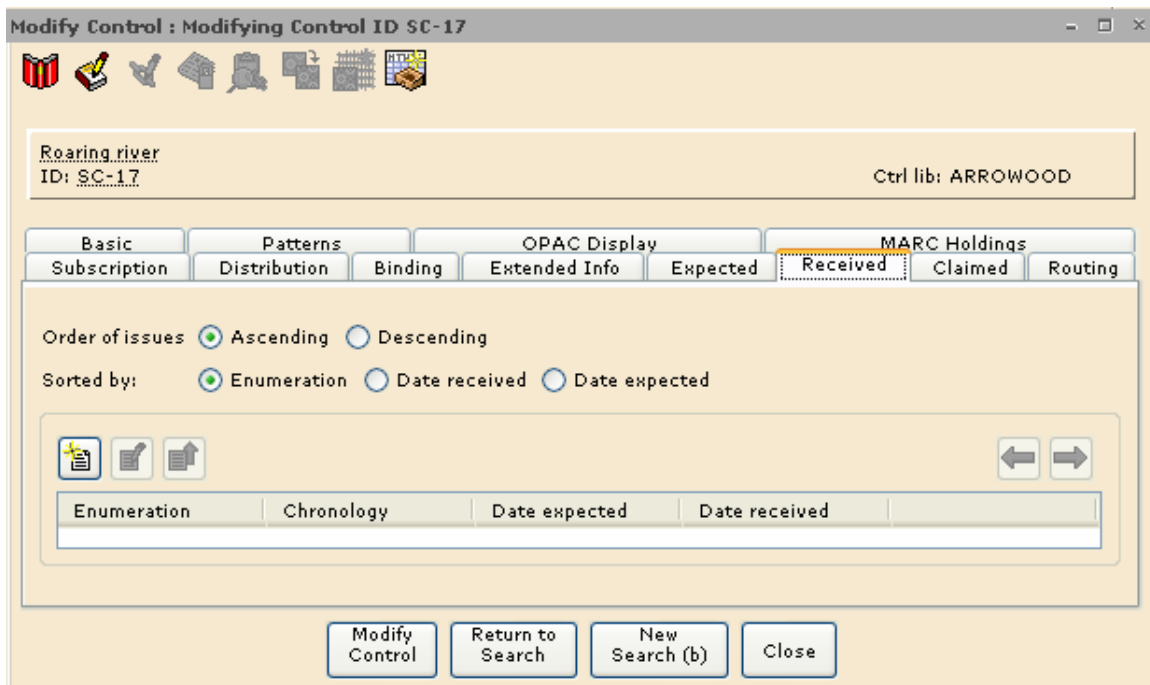 Modify Control : Modifying Control ID SC-17
Roaring river
ID: SC-17 Ctrl lib: ARROWOOD
Basic Patterns OPAC Display MARC Holdings
Subscription Distribution Binding Extended Info Expected Received Claimed Routing
Order of issues Ascending Descending
Sorted by: Enumeration Date received Date expected
Enumeration Chronology Date expected Date received
Modify Control
Return to Search
New Search (b)
Close